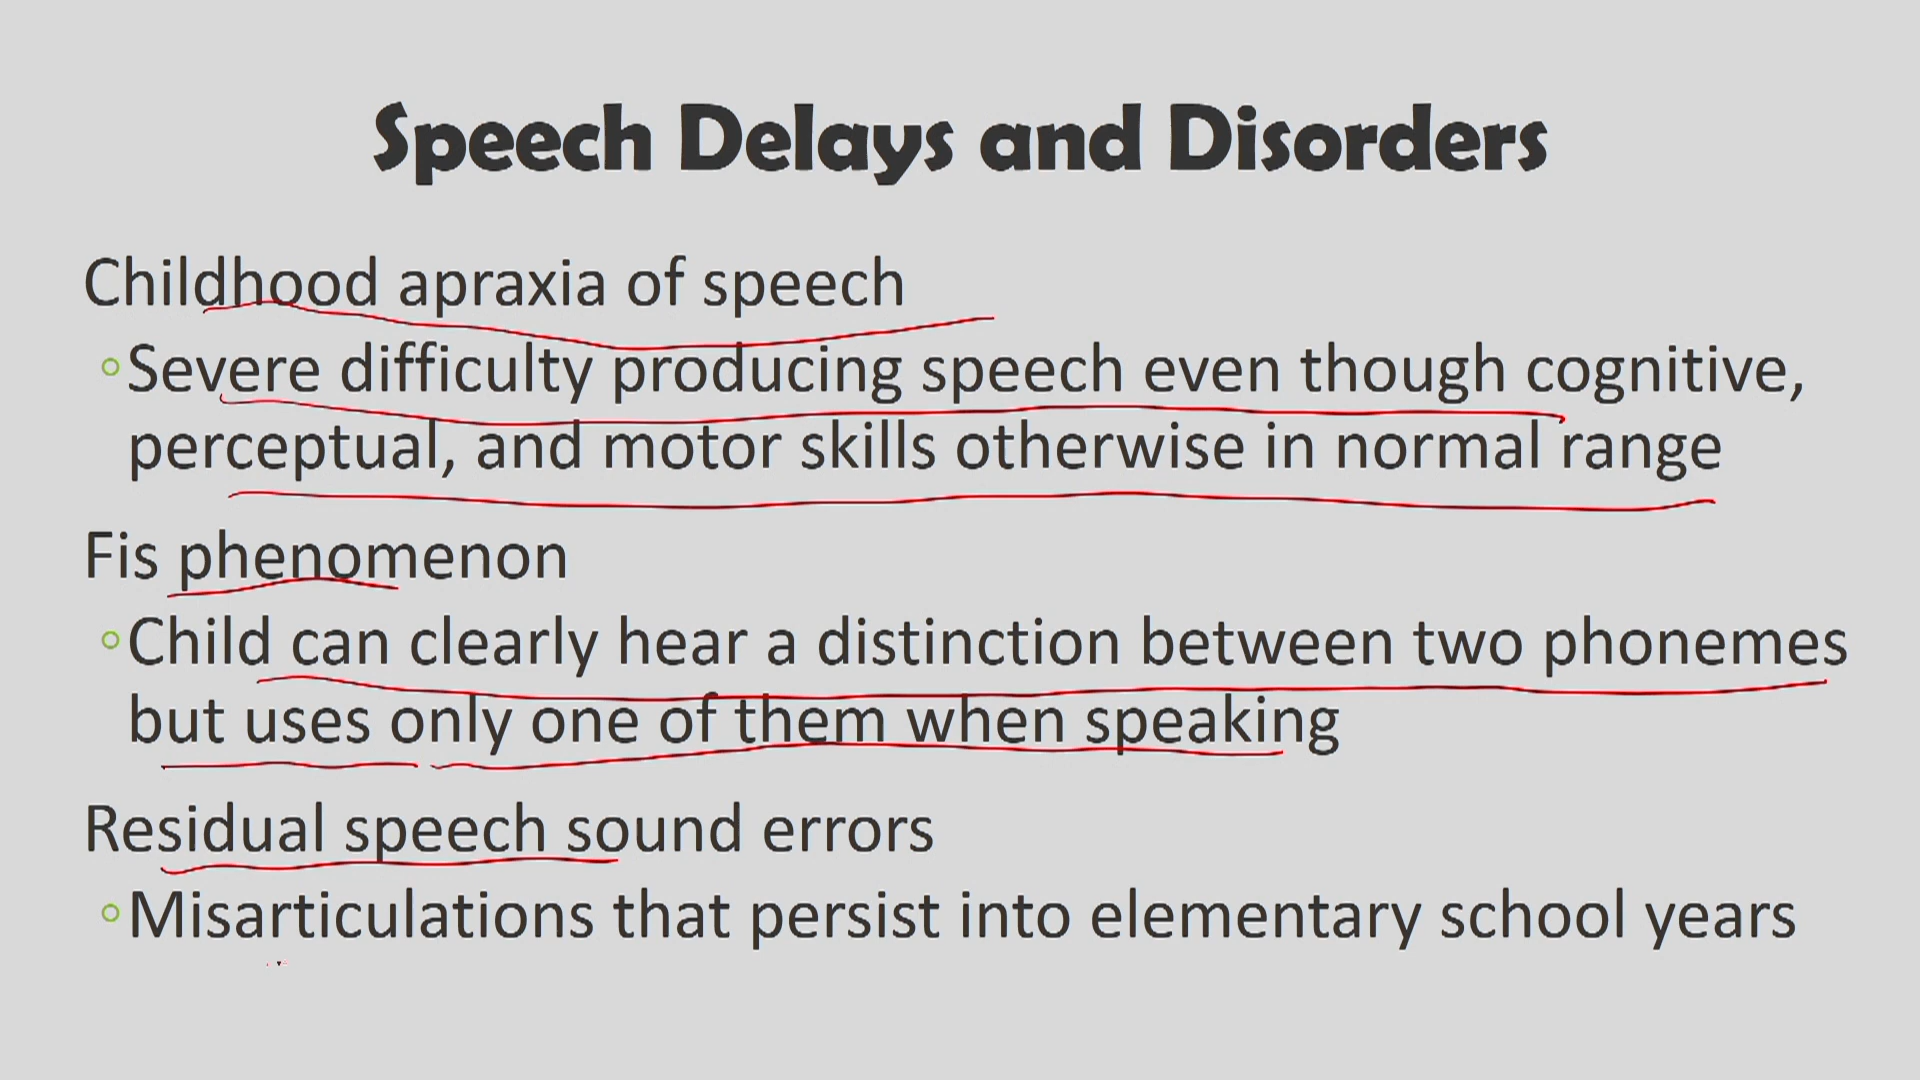 Speech Delays and Disorders
Childhood apraxia of speech
◦Severe difficulty producing speech even though cognitive,
perceptual, and motor skills otherwise in normal range
Fis phenomenon
◦Child can clearly hear a distinction between two phonemes
but uses only one of them when speaking
Residual speech sound errors
◦Misarticulations that persist into elementary school years